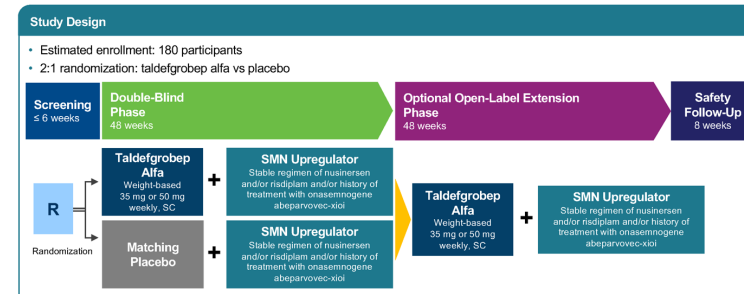 Study Design
• Estimated enrollment: 180 participants
• 2:1 randomization: taldefgrobep alfa vs placebo
Screening
≤ 6 weeks
Double-Blind
Phase
48 weeks
Optional Open-Label Extension
Phase
48 weeks
Safety
Follow-Up
8 weeks
R
Randomization
Taldefgrobep
Alfa
Weight-based
35 mg or 50 mg
weekly, SC
+
SMN Upregulator
Stable regimen of nusinersen
and/or risdiplam and/or history of
treatment with onasemnogene
abeparvovec-xioi
Matching
Placebo
+
SMN Upregulator
Stable regimen of nusinersen
and/or risdiplam and/or history of
treatment with onasemnogene
abeparvovec-xioi
Taldefgrobep
Alfa
Weight-based
35 mg or 50 mg
weekly, SC
+
SMN Upregulator
Stable regimen of nusinersen
and/or risdiplam and/or history of
treatment with onasemnogene
abeparvovec-xioi